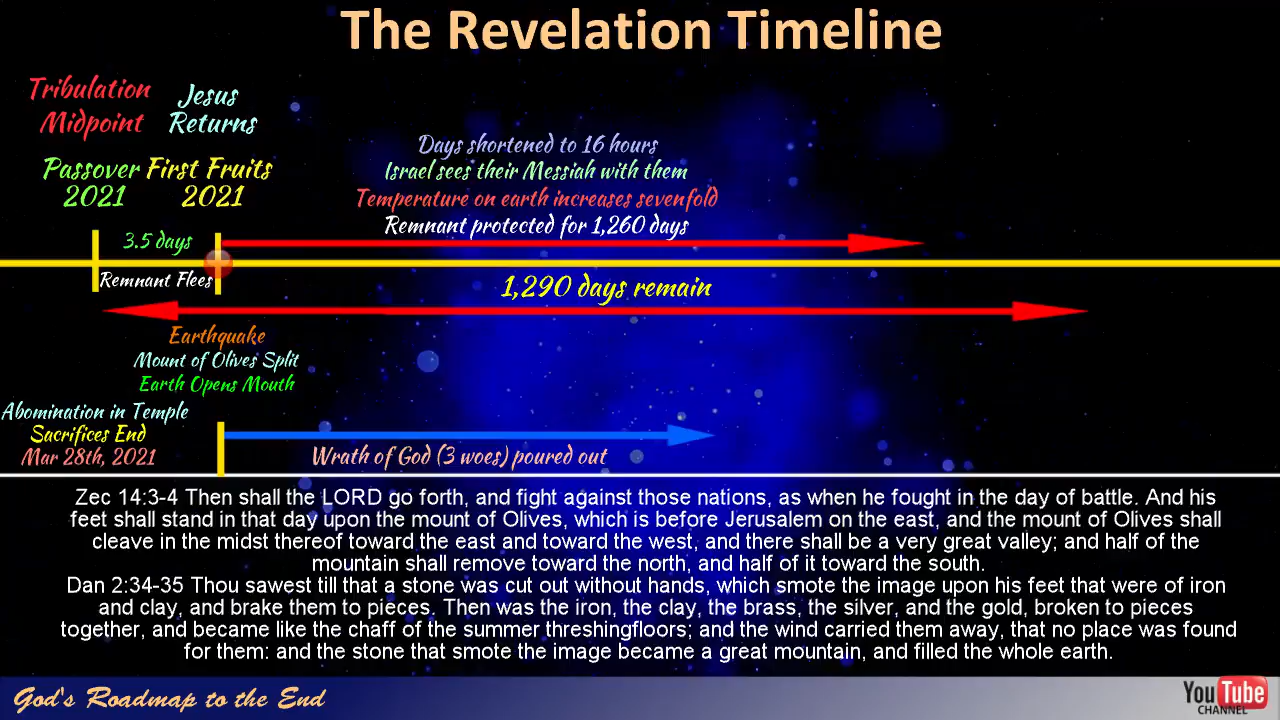 The Revelation Timeline
Tribulation
Midpoint
Jesus
Returns
Passover
2021
First Fruits
2021
Days shortened to 16 hours
Israel sees their Messiah with them
Temperature on earth increases sevenfold
Remnant protected for 1,260 days
3.5 days
Remnant Flees
1,290 days remain
Earthquake
Mount of Olives Split
Earth Opens Mouth
Abomination in Temple
Sacrifices End
Mar 28th, 2021
Wrath of God (3 woes) poured out
Zec 14:3-4 Then shall the LORD go forth, and fight against those nations, as when he fought in the day of battle. And his
feet shall stand in that day upon the mount of Olives, which is before Jerusalem on the east, and the mount of Olives shall
cleave in the midst thereof toward the east and toward the west, and there shall be a very great valley; and half of the
mountain shall remove toward the north, and half of it toward the south.
Dan 2:34-35 Thou sawest till that a stone was cut out without hands, which smote the image upon his feet that were of iron
and clay, and brake them to pieces. Then was the iron, the clay, the brass, the silver, and the gold, broken to pieces
together, and became like the chaff of the summer threshingfloors; and the wind carried them away, that no place was found
for them: and the stone that smote the image became a great mountain, and filled the whole earth.
God's Roadmap to the End
YouTube
CHANNEL